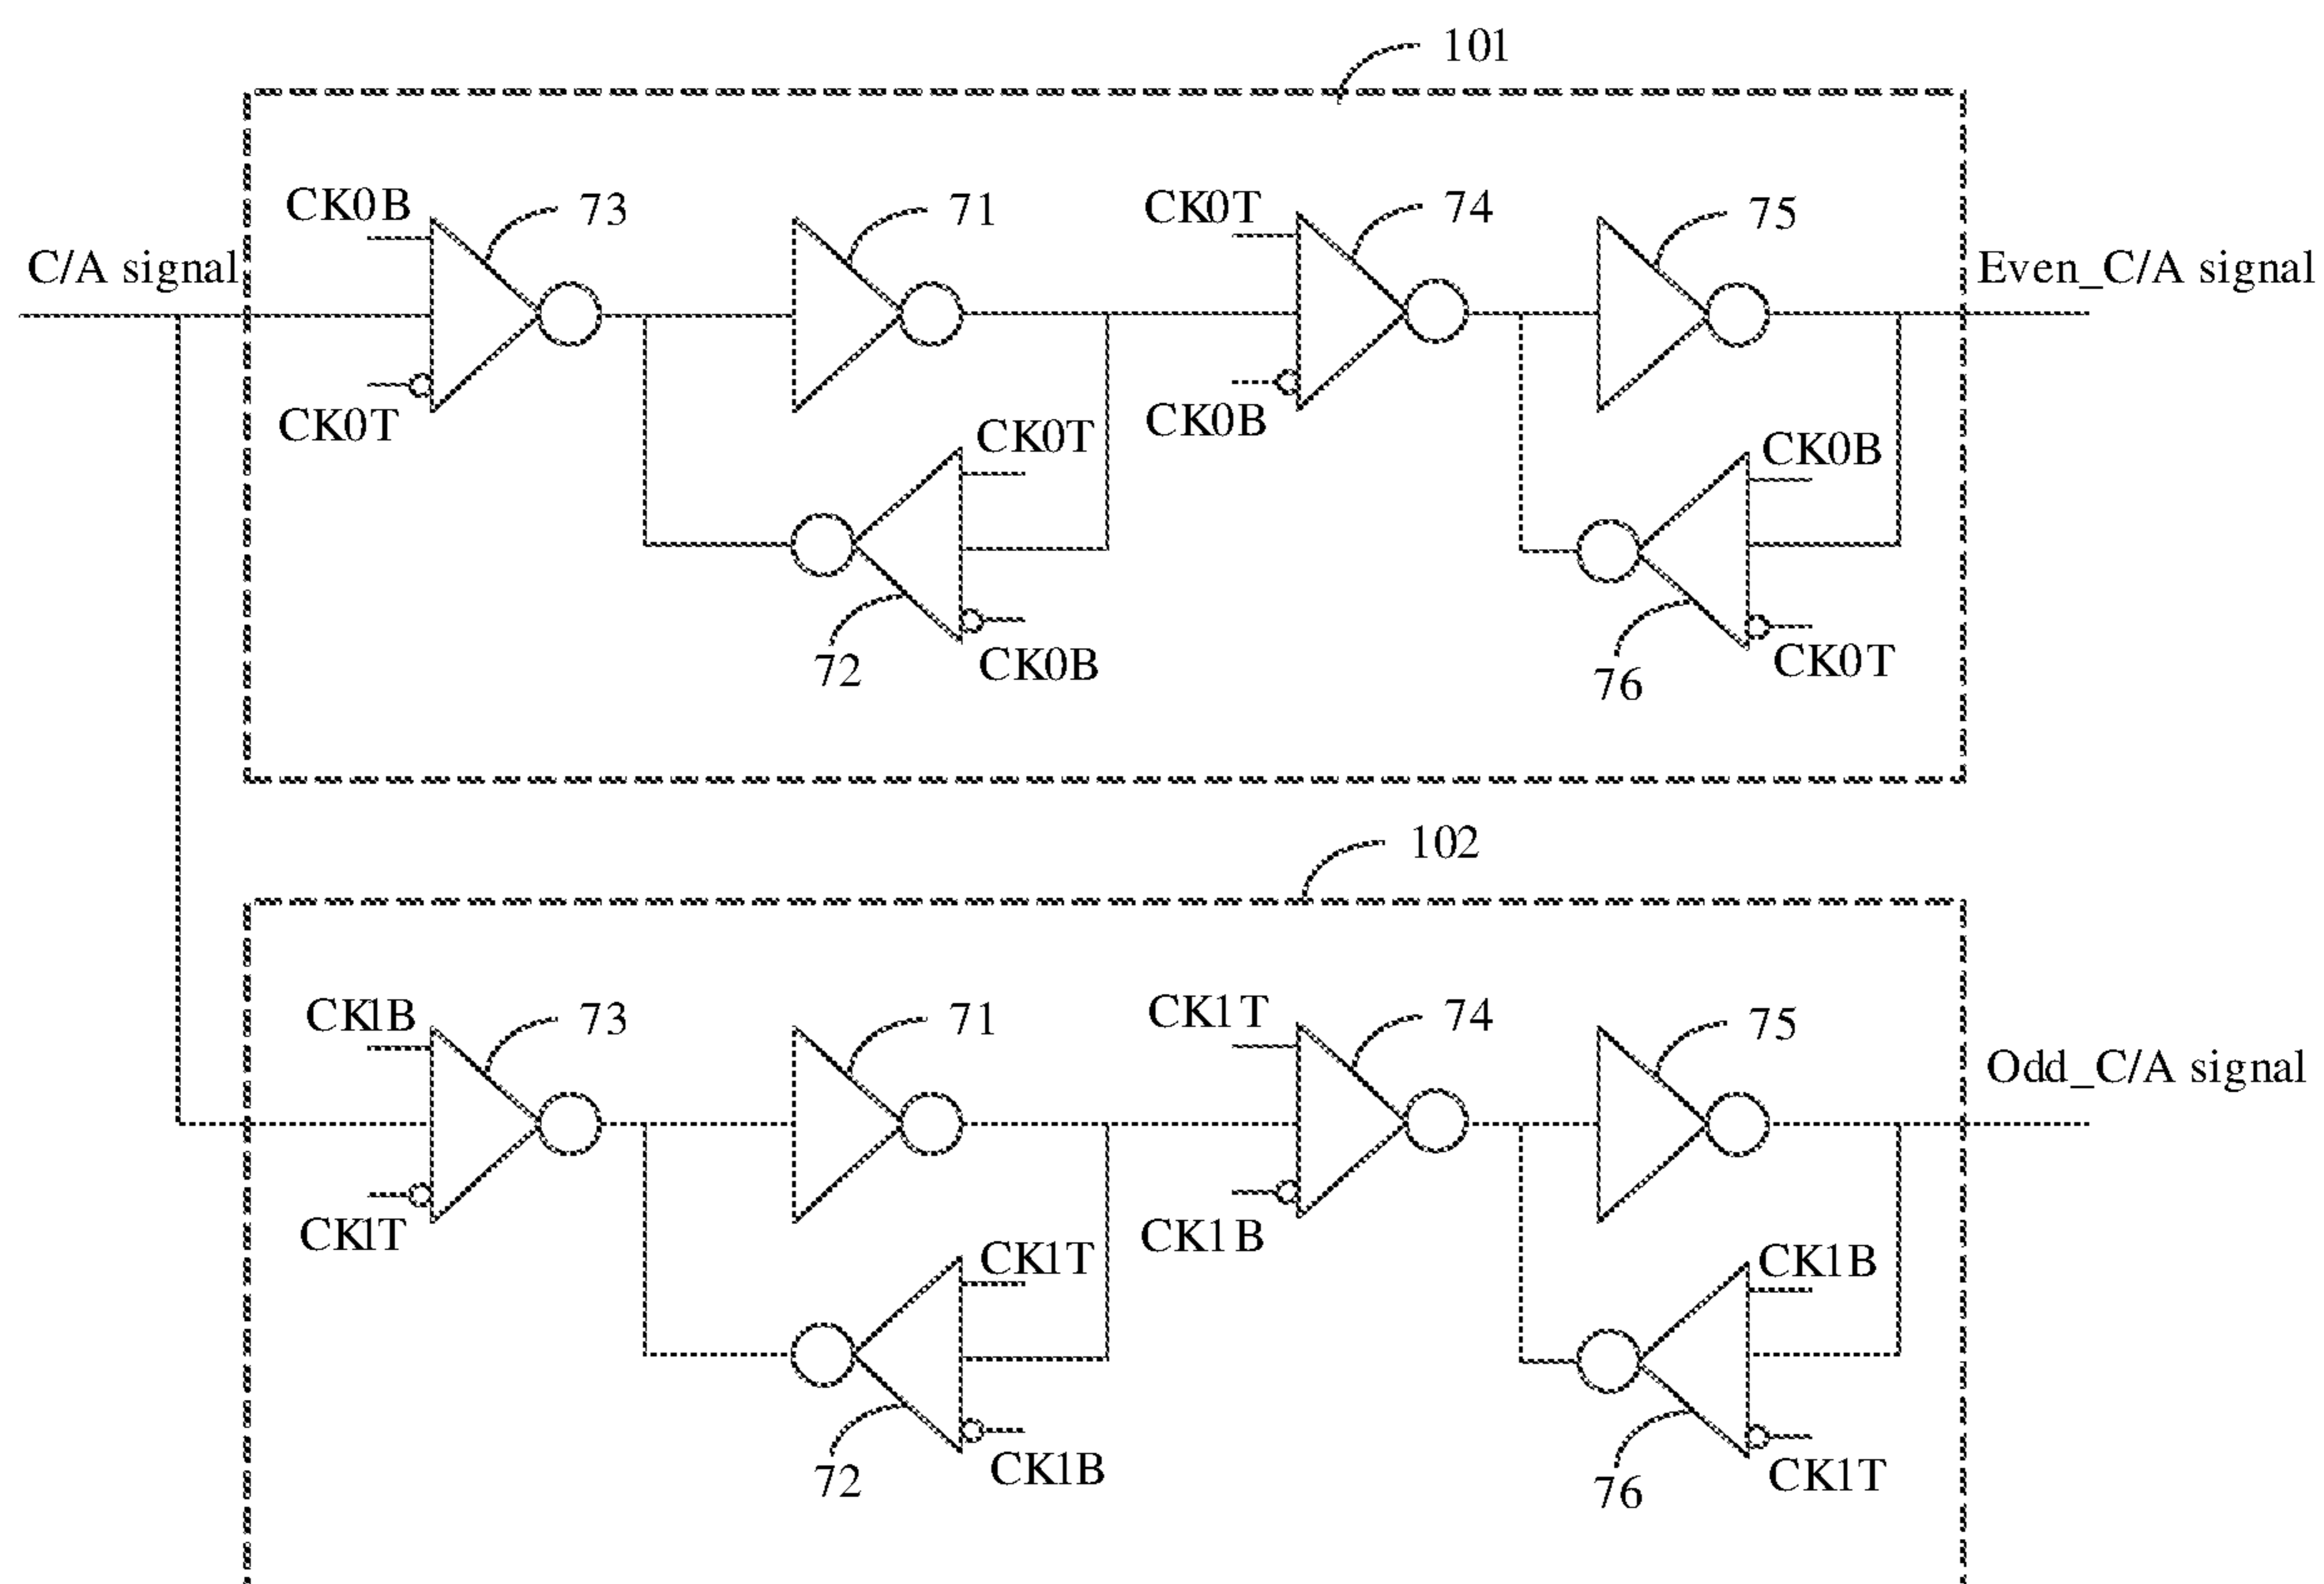 101
CK0B
73
71
CK0T
74
75
C/A signal
Even_C/A signal
CK0T
CK0T
CK0B
CK0B
72
CK0B
76
CK0T
102
CK1B
73
71
CK1T
74
75
Odd_C/A signal
CK1T
CK1T
CK1B
CK1B
72
CK1B
76
CK1T